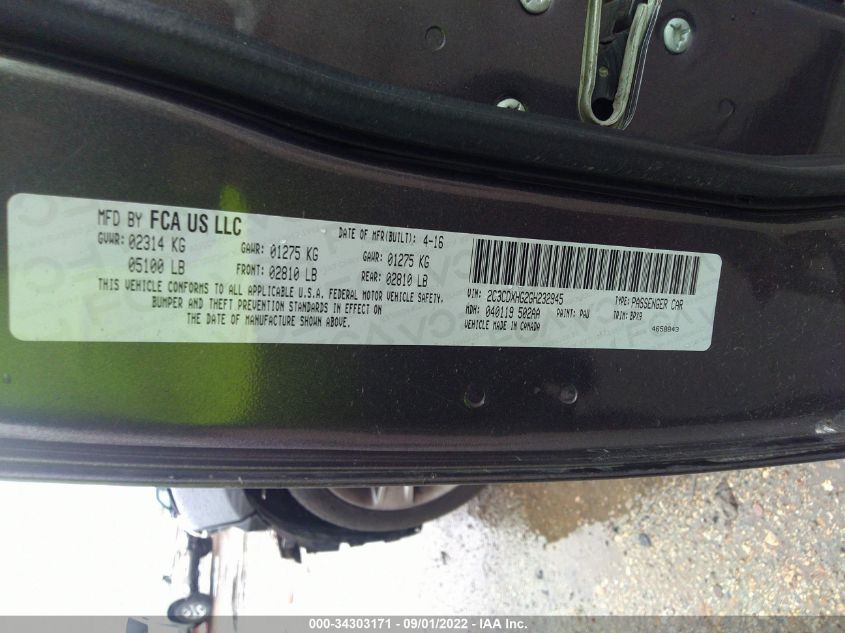 MFD BY FCA US LLC
DATE OF MFR(BUILT): 4-16
GVWR: 02314 KG GAWR: 01275 KG GAWR: 01275 KG
05100 LB FRONT: 02810 LB REAR: 02810 LB
THIS VEHICLE CONFORMS TO ALL APPLICABLE U.S.A. FEDERAL MOTOR VEHICLE SAFETY,
BUMPER AND THEFT PREVENTION STANDARDS IN EFFECT ON
THE DATE OF MANUFACTURE SHOWN ABOVE.
VIN: 2C3CDXHG2GH232945 TYPE: PASSENGER CAR
MDH: 040119 502AA PAINT: PAU TRIM: BPX9
VEHICLE MADE IN CANADA 4658943
000-34303171 - 09/01/2022 - IAA Inc.